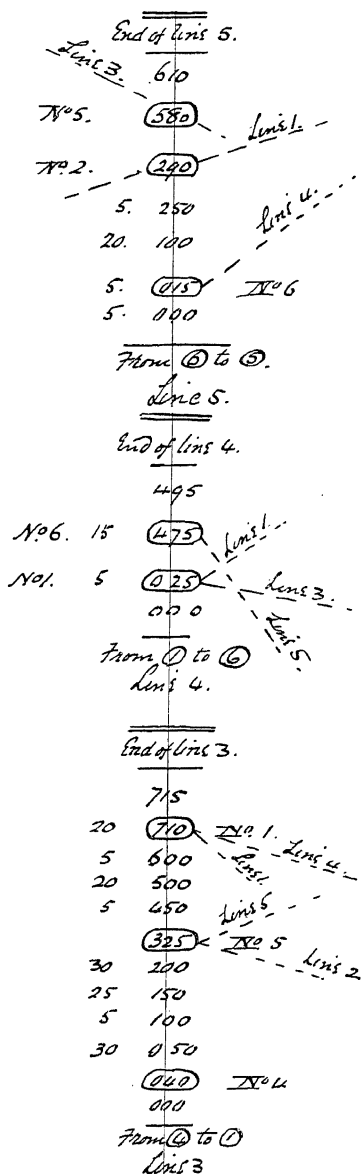 End of line 5.
Line 3.
610
No 5. 580
Line 1.
No 2. 290
5. 250
Line 4.
20. 100
5. 015 No 6
5. 000
From ⑥ to ⑤.
Line 5.
End of line 4.
495
No 6. 15 475 Line 1.
No 1. 5 025 Line 3.
000
Line 5.
From ① to ⑥
Line 4.
End of line 3.
715
20 710 No 1.
Line 4.
5 600 Line 1.
20 500
5 450 Line 5
325 No 5
Line 2
30 200
25 150
5 100
30 050
040 No 4
000
From ④ to ①
Line 3